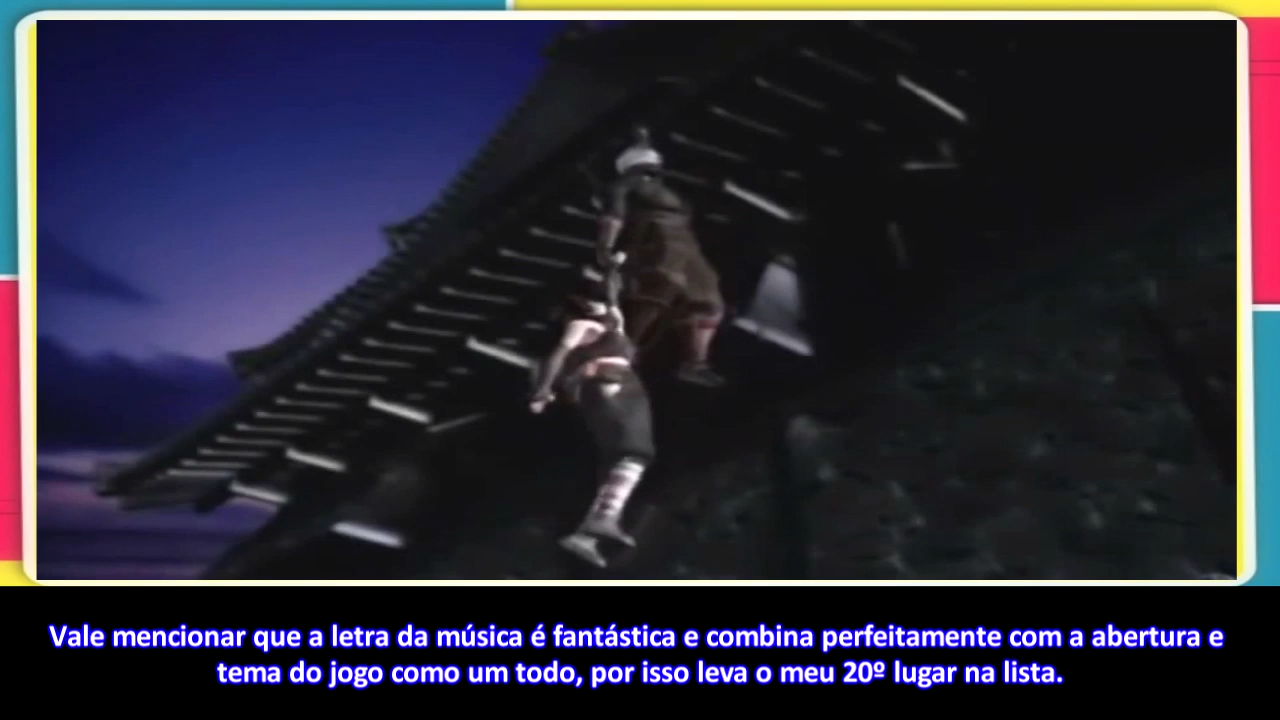 Vale mencionar que a letra da música é fantástica e combina perfeitamente com a abertura e
tema do jogo como um todo, por isso leva o meu 20º lugar na lista.